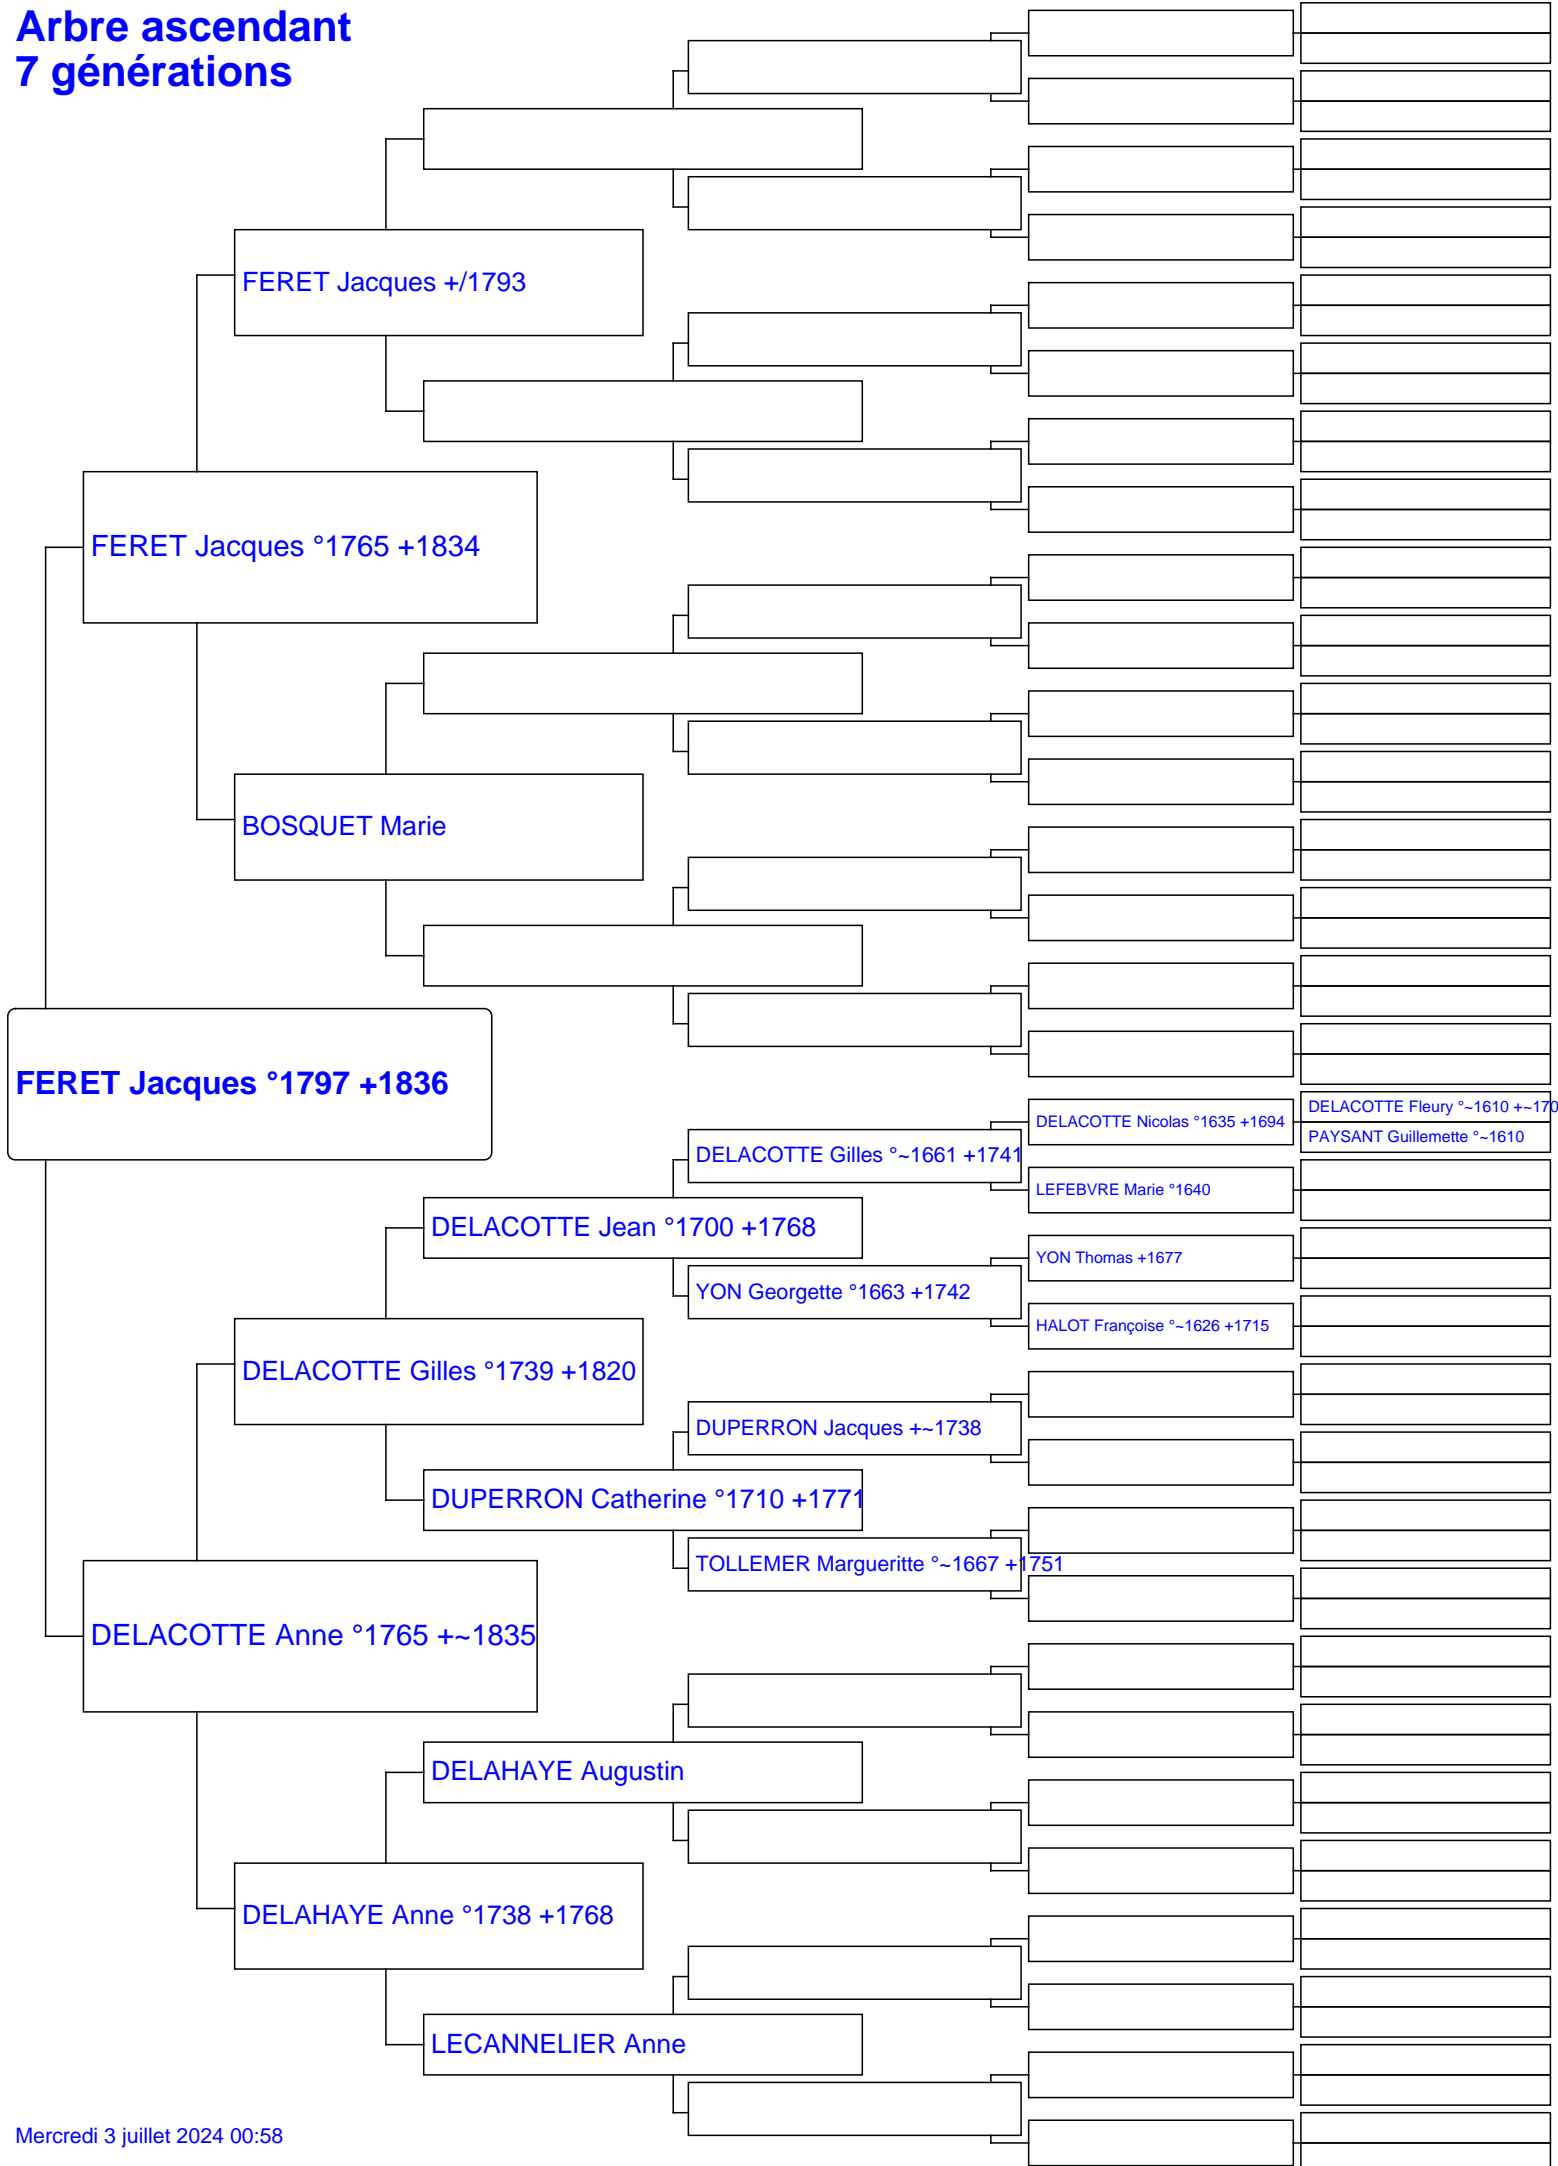 Arbre ascendant
7 générations
FERET Jacques +/1793
FERET Jacques °1765 +1834
BOSQUET Marie
FERET Jacques °1797 +1836
DELACOTTE Fleury °~1610 +~170
DELACOTTE Nicolas °1635 +1694
PAYSANT Guillemette °~1610
DELACOTTE Gilles °~1661 +1741
LEFEBVRE Marie °1640
DELACOTTE Jean °1700 +1768
YON Thomas +1677
YON Georgette °1663 +1742
HALOT Françoise °~1626 +1715
DELACOTTE Gilles °1739 +1820
DUPERRON Jacques +~1738
DUPERRON Catherine °1710 +1771
TOLLEMER Margueritte °~1667 +1751
DELACOTTE Anne °1765 +~1835
DELAHAYE Augustin
DELAHAYE Anne °1738 +1768
LECANNELIER Anne
Mercredi 3 juillet 2024 00:58